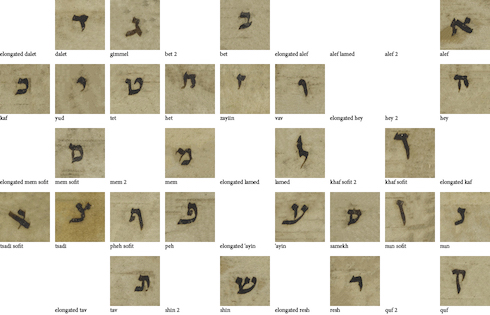 א ב ג ד
elongated dalet dalet gimmel bet 2 bet elongated alef alef lamed alef 2 alef
ה ו ז ח ט י כ
kaf yud tet het zayiin vav elongated hey hey 2 hey
ך ל מ ם
elongated mem sofit mem sofit mem 2 mem elongated lamed lamed khaf sofit 2 khaf sofit elongated kaf
נ ן ס ע פ ף צ ץ
tsadi sofit tsadi pheh sofit peh elongated 'ayin 'ayin samekh nun sofit nun
ק ר ש ת
elongated tav tav shin 2 shin elongated resh resh quf 2 quf